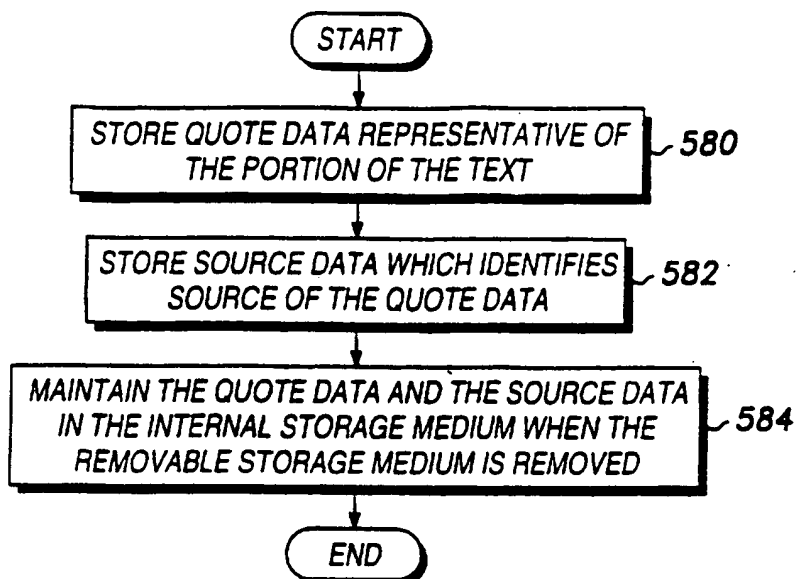 START
STORE QUOTE DATA REPRESENTATIVE OF
THE PORTION OF THE TEXT
580
STORE SOURCE DATA WHICH IDENTIFIES
SOURCE OF THE QUOTE DATA
582
MAINTAIN THE QUOTE DATA AND THE SOURCE DATA
IN THE INTERNAL STORAGE MEDIUM WHEN THE
REMOVABLE STORAGE MEDIUM IS REMOVED
584
END